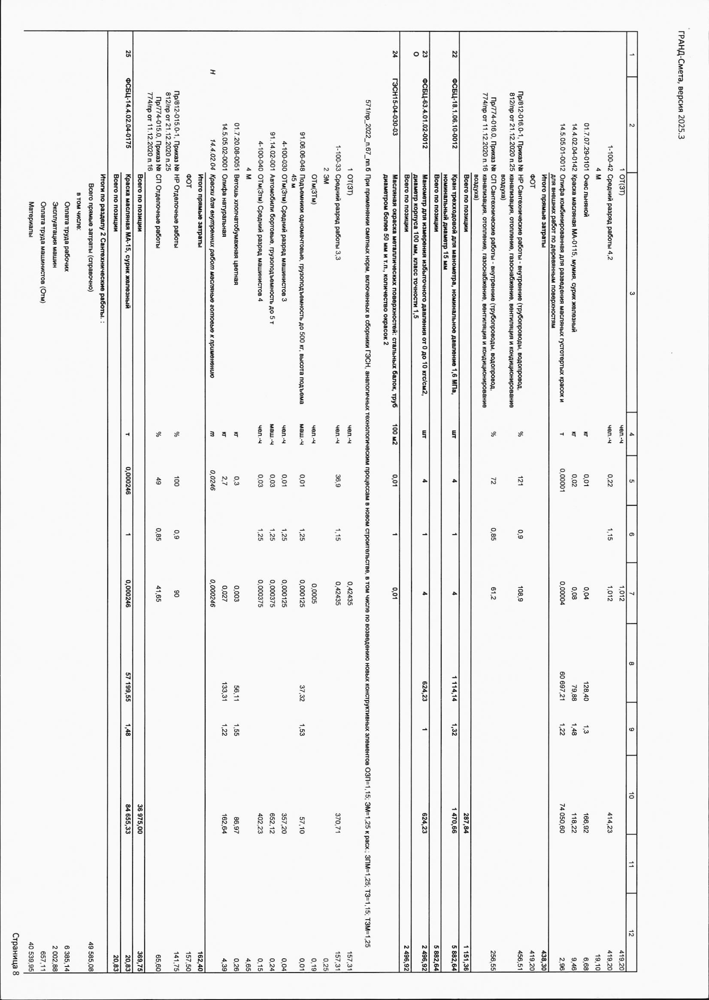 ГРАНД-Смета, версия 2025.3
1 2 3 4 5 6 7 8 9 10 11 12
1 ОТ(ЗТ) чел.-ч 1,012 419,20
1-100-42 Средний разряд работы 4,2 чел.-ч 0,22 1,15 1,012 414,23 419,20
4 М 19,10
01.7.07.29-0101 Очес льняной кг 0,01 0,04 128,40 1,3 166,92 6,68
14.4.02.04-0142 Краска масляная МА-0115, мумия, сурик железный кг 0,02 0,08 79,88 1,48 118,22 9,46
14.5.05.01-0012 Олифа комбинированная для разведения масляных густотертых красок и т 0,00001 0,00004 60 697,21 1,22 74 050,60 2,96
для внешних работ по деревянным поверхностям
Итого прямые затраты 438,30
ФОТ 419,20
Пр/812-016.0-1, Приказ № НР Сантехнические работы - внутренние (трубопроводы, водопровод, % 121 0,9 108,9 456,51
812/пр от 21.12.2020 п.25 канализация, отопление, газоснабжение, вентиляция и кондиционирование
воздуха)
Пр/774-016.0, Приказ № СП Сантехнические работы - внутренние (трубопроводы, водопровод, % 72 0,85 61,2 256,55
774/пр от 11.12.2020 п.16 канализация, отопление, газоснабжение, вентиляция и кондиционирование
воздуха)
Всего по позиции 287,84 1 151,36
22 ФСБЦ-18.1.06.10-0012 Кран трехходовой для манометра, номинальное давление 1,6 МПа, шт 4 1 4 1 114,14 1,32 1 470,66 5 882,64
номинальный диаметр 15 мм
Всего по позиции 5 882,64
23 ФСБЦ-63.4.01.02-0012 Манометр для измерения избыточного давления от 0 до 10 кгс/см2, шт 4 1 4 624,23 1 624,23 2 496,92
О диаметр корпуса 100 мм, класс точности 1,5
Всего по позиции 2 496,92
24 ГЭСН15-04-030-03 Масляная окраска металлических поверхностей: стальных балок, труб 100 м2 0,01 1 0,01
диаметром более 50 мм и т.п., количество окрасок 2
571/пр_2022_п.67_пп.б При применении сметных норм, включенных в сборники ГЭСН, аналогичных технологическим процессам в новом строительстве, в том числе по возведению новых конструктивных элементов ОЗП=1,15; ЭМ=1,25 к расх.; ЗПМ=1,25; ТЗ=1,15; ТЗМ=1,25
1 ОТ(ЗТ) чел.-ч 0,42435 157,31
1-100-33 Средний разряд работы 3,3 чел.-ч 36,9 1,15 0,42435 370,71 157,31
2 ЭМ 0,25
ОТм(ЗТм) чел.-ч 0,0005 0,19
91.06.06-048 Подъемники одномачтовые, грузоподъемность до 500 кг, высота подъема маш.-ч 0,01 1,25 0,000125 37,32 1,53 57,10 0,01
45 м
4-100-030 ОТм(ЗТм) Средний разряд машинистов 3 чел.-ч 0,01 1,25 0,000125 357,20 0,04
91.14.02-001 Автомобили бортовые, грузоподъемность до 5 т маш.-ч 0,03 1,25 0,000375 652,12 0,24
4-100-040 ОТм(ЗТм) Средний разряд машинистов 4 чел.-ч 0,03 1,25 0,000375 402,23 0,15
4 М 4,65
01.7.20.08-0051 Ветошь хлопчатобумажная цветная кг 0,3 0,003 56,11 1,55 86,97 0,26
14.5.05.02-0001 Олифа натуральная кг 2,7 0,027 133,31 1,22 162,64 4,39
Н 14.4.02.04 Краски для внутренних работ масляные готовые к применению т 0,0246 0,000246
Итого прямые затраты 162,40
ФОТ 157,50
Пр/812-015.0-1, Приказ № НР Отделочные работы % 100 0,9 90 141,75
812/пр от 21.12.2020 п.25
Пр/774-015.0, Приказ № СП Отделочные работы % 49 0,85 41,65 65,60
774/пр от 11.12.2020 п.16
Всего по позиции 36 975,00 369,75
25 ФСБЦ-14.4.02.04-0175 Краска масляная МА-15, сурик железный т 0,000246 1 0,000246 57 199,55 1,48 84 655,33 20,83
Всего по позиции 20,83
Итоги по разделу 2 Сантехнические работы. :
Всего прямые затраты (справочно) 49 585,08
в том числе:
Оплата труда рабочих 6 385,14
Эксплуатация машин 2 002,88
Оплата труда машинистов (Отм) 657,11
Материалы 40 539,95
Страница 8